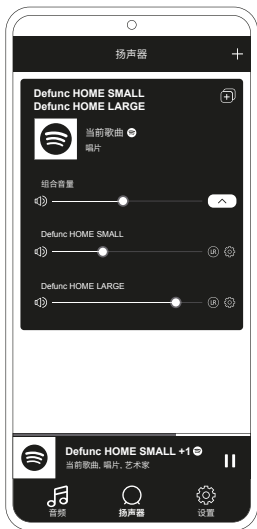 扬声器
Defunc HOME SMALL
Defunc HOME LARGE
当前歌曲
唱片
组合音量
Defunc HOME SMALL
LR
Defunc HOME LARGE
LR
Defunc HOME SMALL +1
当前歌曲, 唱片, 艺术家
音频
扬声器
设置